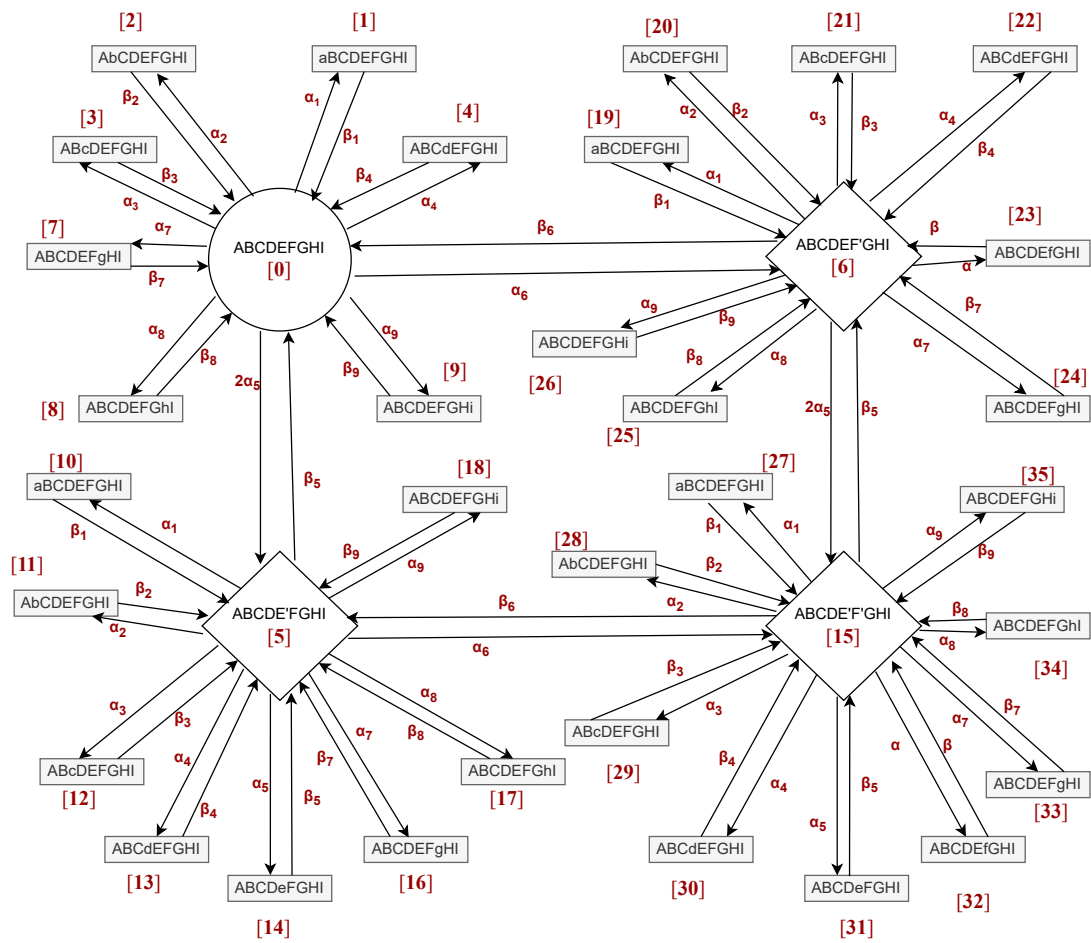 [2]
AbCDEFGHI
[1]
aBCDEFGHI
β2
α2
α1
β1
[3]
ABcDEFGHI
β3
α3
[4]
ABCdEFGHI
β4
α4
[7]
ABCDEFgHI
α7
β7
ABCDEFGHI
[0]
β6
α6
α8
β8
[8]
ABCDEFGhI
α9
β9
[9]
ABCDEFGHi
2α5
β5
[20]
AbCDEFGHI
β2
α2
[21]
ABcDEFGHI
α3
β3
[22]
ABCdEFGHI
α4
β4
[19]
aBCDEFGHI
α1
β1
ABCDEF'GHI
[6]
[23]
ABCDEfGHI
β
α
α9
β9
ABCDEFGHi
[26]
β8
α8
ABCDEFGhI
[25]
β7
α7
[24]
ABCDEFgHI
2α5
β5
[10]
aBCDEFGHI
α1
β1
[18]
ABCDEFGHi
β9
α9
[11]
AbCDEFGHI
β2
α2
ABCDE'FGHI
[5]
β6
α6
α3
β3
ABcDEFGHI
[12]
α4
β4
ABCdEFGHI
[13]
α5
β5
ABCDeFGHI
[14]
α7
β7
ABCDEFgHI
[16]
α8
β8
ABCDEFGhI
[17]
[27]
aBCDEFGHI
β1
α1
[35]
ABCDEFGHi
α9
β9
[28]
AbCDEFGHI
β2
α2
ABCDE'F'GHI
[15]
β8
α8
ABCDEFGhI
[34]
β3
α3
ABcDEFGHI
[29]
β4
α4
ABCdEFGHI
[30]
α5
β5
ABCDeFGHI
[31]
α
β
ABCDEfGHI
[32]
α7
β7
ABCDEFgHI
[33]